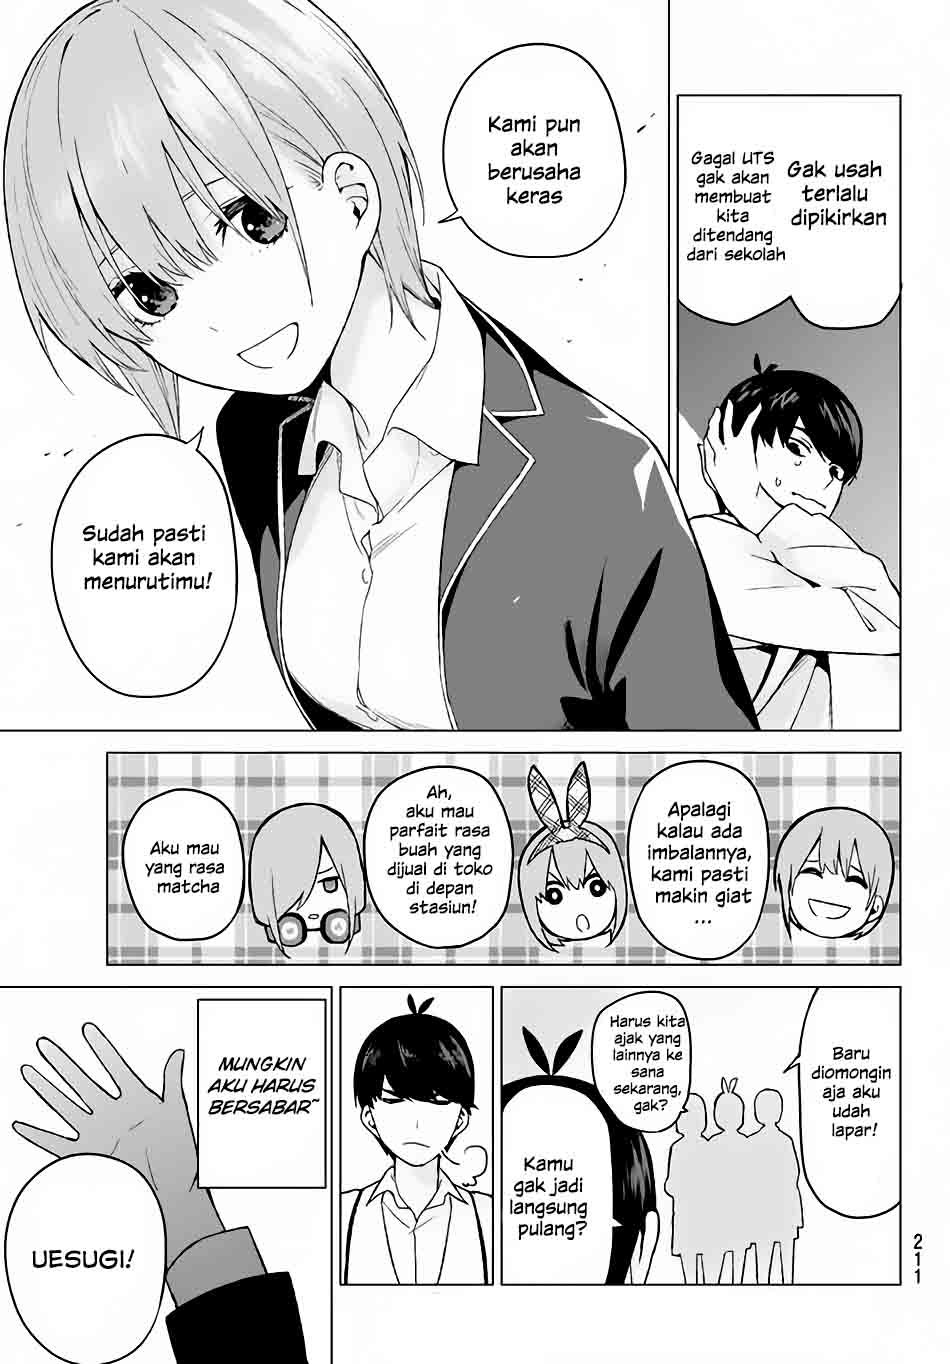 Gak usah
terlalu
dipikirkan
Gagal UTS
gak akan
membuat
kita
ditendang
dari sekolah
Kami pun
akan
berusaha
keras
Sudah pasti
kami akan
menurutimu!
Apalagi
kalau ada
imbalannya,
kami pasti
makin giat
...
Ah,
aku mau
parfait rasa
buah yang
dijual di toko
di depan
stasiun!
Aku mau
yang rasa
matcha
Baru
diomongin
aja aku
udah
lapar!
Harus kita
ajak yang
lainnya ke
sana
sekarang,
gak?
Kamu
gak jadi
langsung
pulang?
MUNGKIN
AKU HARUS
BERSABAR~
UESUGI!
211